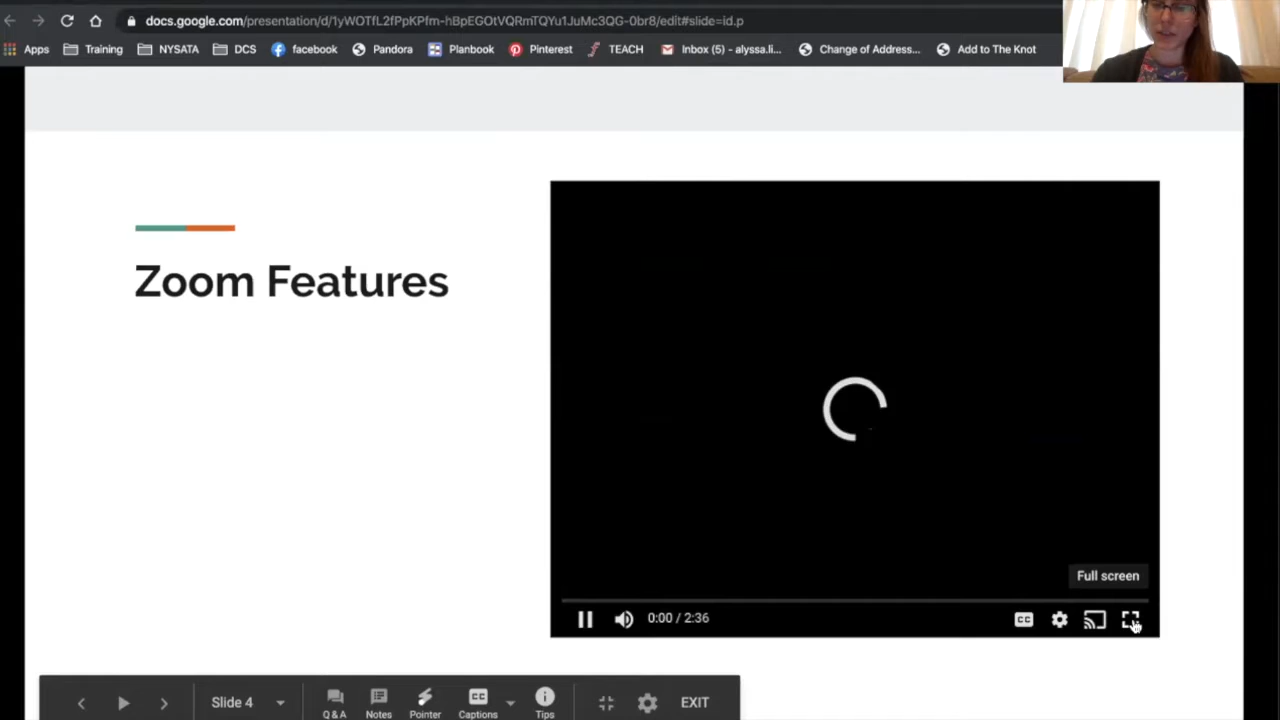 docs.google.com/presentation/d/1yWOTfL2fPpKPfm-hBpEGOtVQRmTQYu1JuMc3QG-0br8/edit#slide=id.p
Apps Training NYSATA DCS facebook Pandora Planbook Pinterest TEACH Inbox (5) - alyssa.li... Change of Address... Add to The Knot
Zoom Features
Full screen
0:00 / 2:36
CC
Slide 4
Q & A Notes Pointer Captions Tips
EXIT